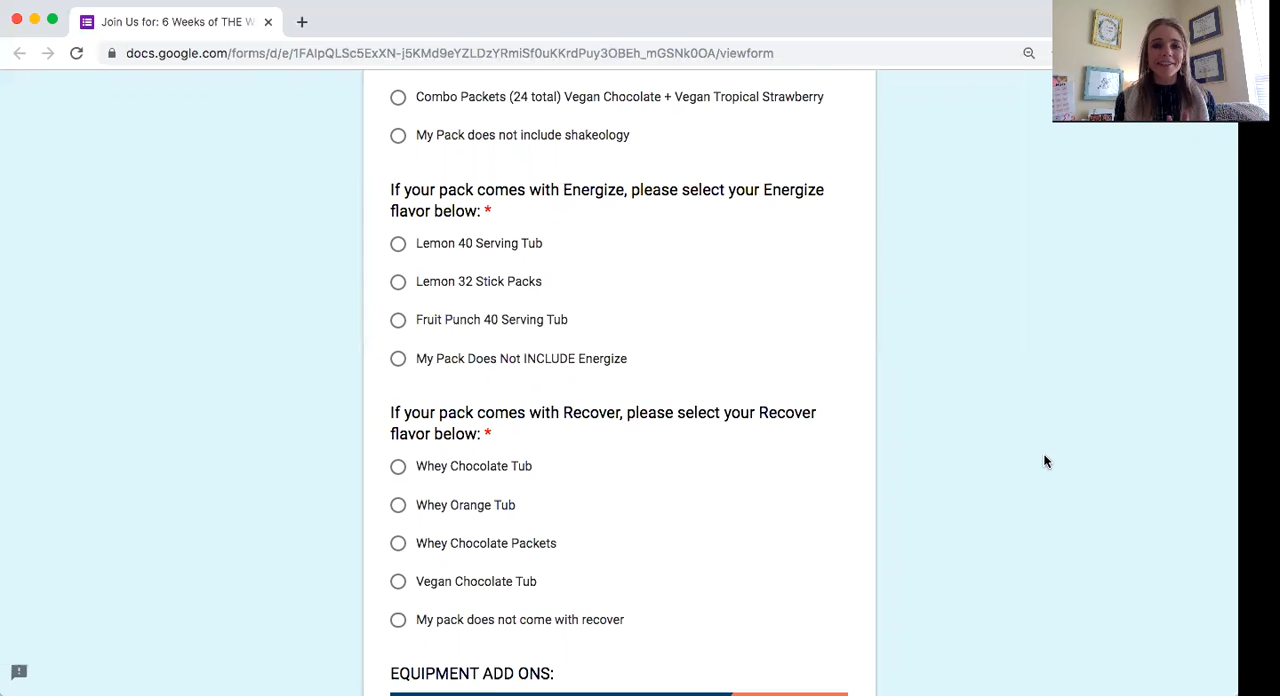 Join Us for: 6 Weeks of THE W
docs.google.com/forms/d/e/1FAIpQLSc5ExXN-j5KMd9eYZLDzYRmiSf0uKKrdPuy3OBEh_mGSNk0OA/viewform
Combo Packets (24 total) Vegan Chocolate + Vegan Tropical Strawberry
My Pack does not include shakeology
If your pack comes with Energize, please select your Energize
flavor below: *
Lemon 40 Serving Tub
Lemon 32 Stick Packs
Fruit Punch 40 Serving Tub
My Pack Does Not INCLUDE Energize
If your pack comes with Recover, please select your Recover
flavor below: *
Whey Chocolate Tub
Whey Orange Tub
Whey Chocolate Packets
Vegan Chocolate Tub
My pack does not come with recover
EQUIPMENT ADD ONS: